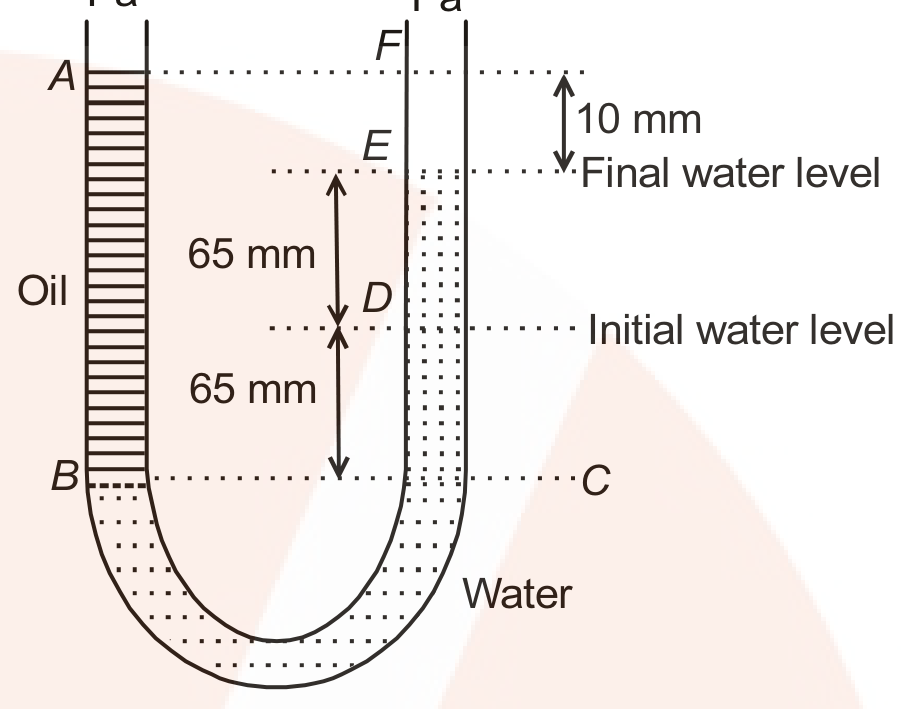 Pa
Pa
F
A
10 mm
E
Final water level
65 mm
Oil
D
Initial water level
65 mm
B
C
Water